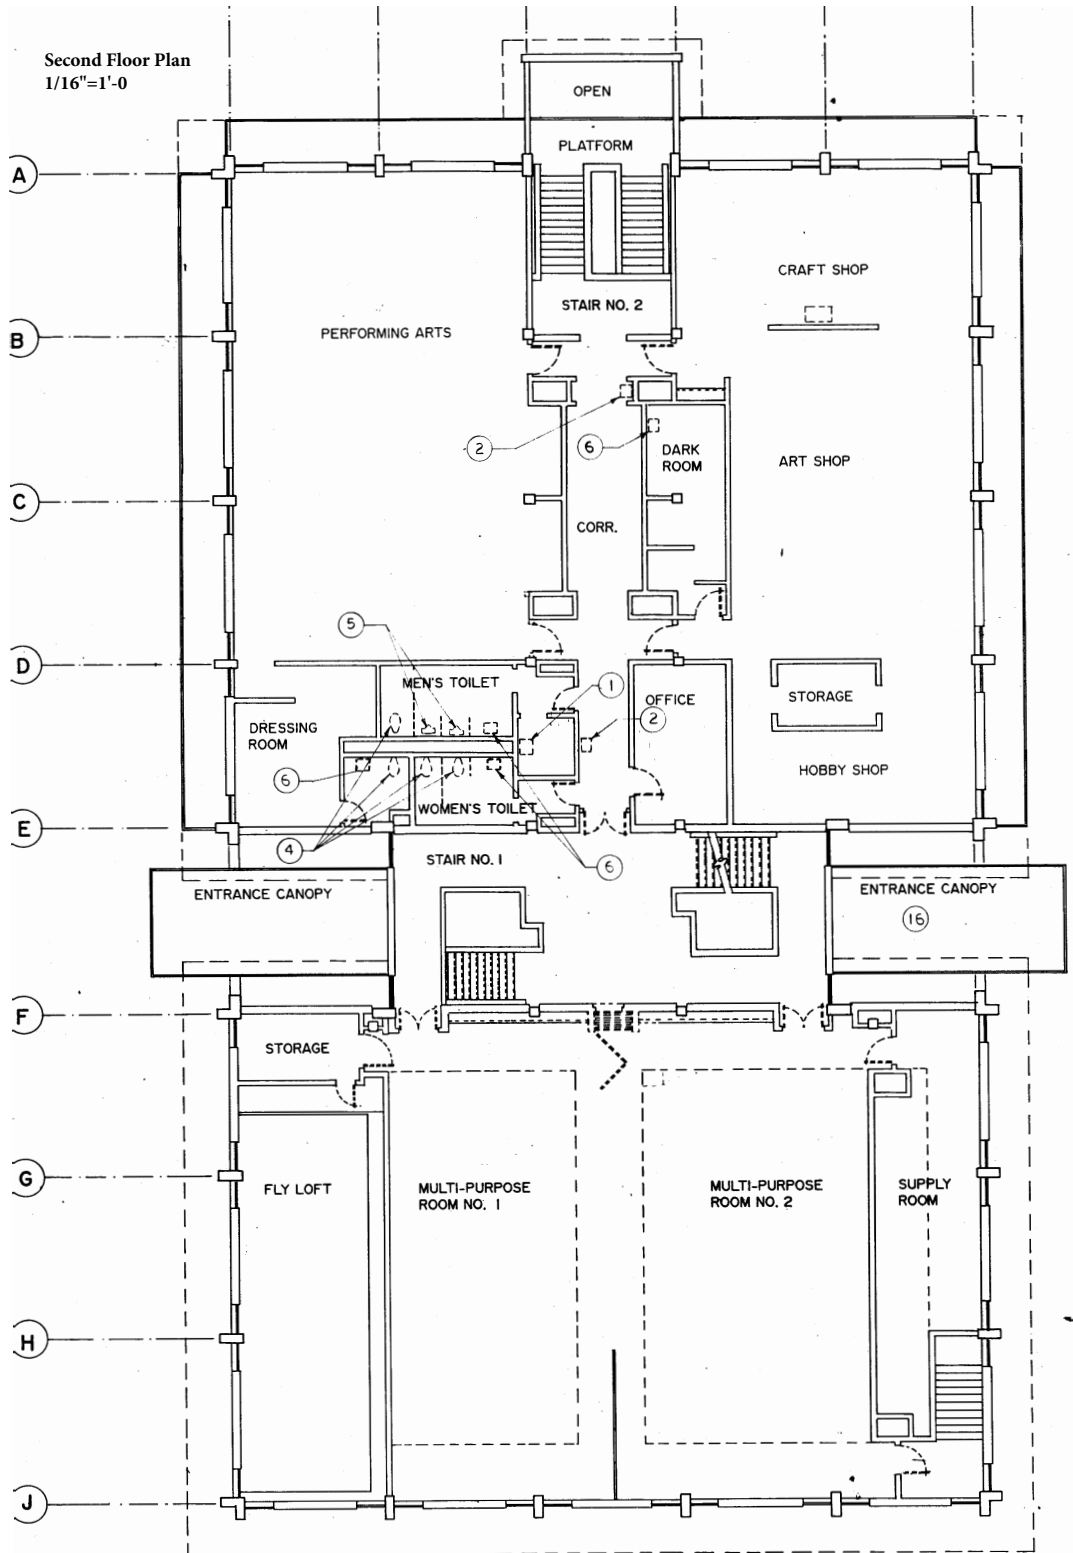 Second Floor Plan
1/16"=1'-0
OPEN
PLATFORM
A
CRAFT SHOP
STAIR NO. 2
B
PERFORMING ARTS
2
6
DARK
ROOM
ART SHOP
C
CORR.
5
D
MEN'S TOILET
1
OFFICE
STORAGE
2
DRESSING
ROOM
6
HOBBY SHOP
WOMEN'S TOILET
E
4
STAIR NO. 1
6
ENTRANCE CANOPY
ENTRANCE CANOPY
16
F
STORAGE
G
FLY LOFT
MULTI-PURPOSE
ROOM NO. 1
MULTI-PURPOSE
ROOM NO. 2
SUPPLY
ROOM
H
J